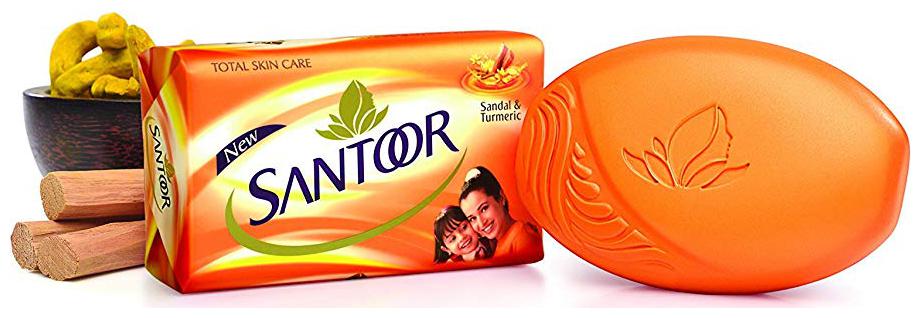 TOTAL SKIN CARE
Sandal &
Turmeric
New
SANTOOR
SANTOOR